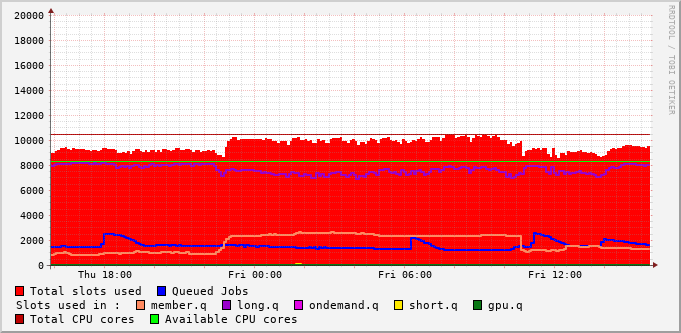 20000
18000
16000
14000
12000
10000
8000
6000
4000
2000
0
Thu 18:00 Fri 00:00 Fri 06:00 Fri 12:00
RRDTOOL / TOBI OETIKER
Total slots used Queued Jobs
Slots used in : member.q long.q ondemand.q short.q gpu.q
Total CPU cores Available CPU cores